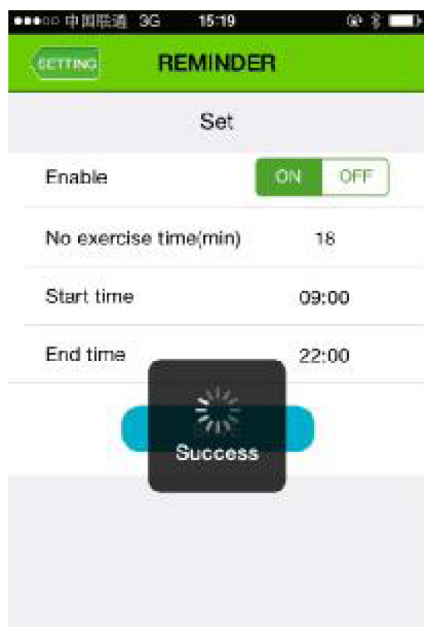 中国联通 3G 15:19
SETTING REMINDER
Set
Enable ON OFF
No exercise time(min) 18
Start time 09:00
End time 22:00
Success